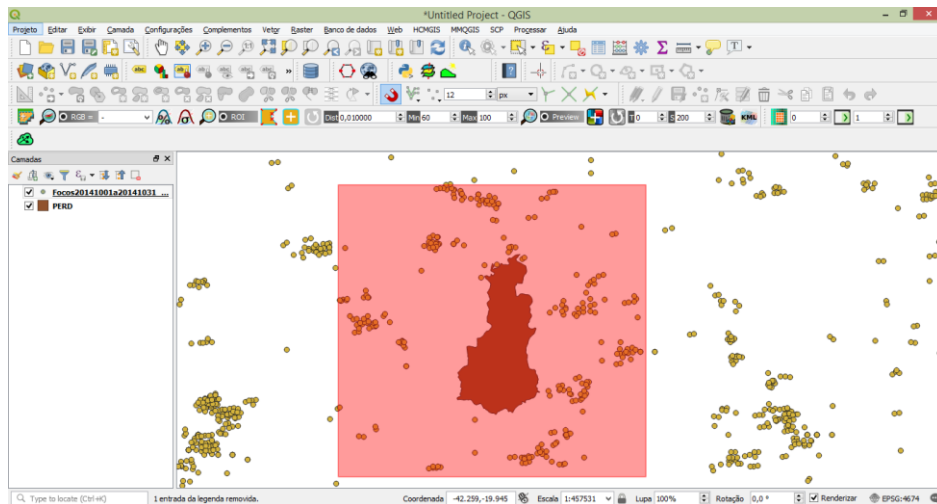 *Untitled Project - QGIS
Projeto Editar Exibir Camada Configurações Complementos Vetor Raster Banco de dados Web HCMGIS MMQGIS SCP Processar Ajuda
12 px
RGB = - ROI Dist 0,010000 Min 60 Max 100 Preview T 0 S 200 KML 0 1
Camadas
Focos20141001a20141031 ...
PERD
Type to locate (Ctrl+K) 1 entrada da legenda removida. Coordenada -42.259,-19.945 Escala 1:457531 Lupa 100% Rotação 0,0 ° Renderizar EPSG:4674